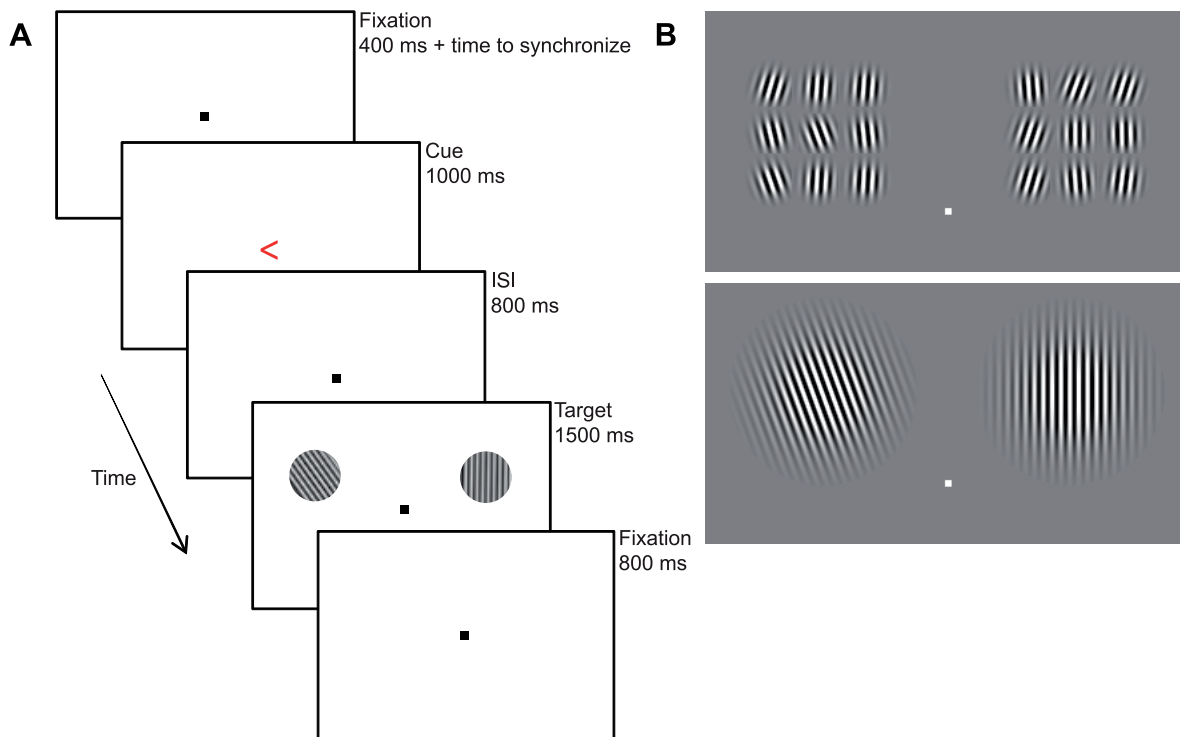 A
Fixation
400 ms + time to synchronize
Cue
1000 ms
<
ISI
800 ms
Target
1500 ms
Time
Fixation
800 ms
B